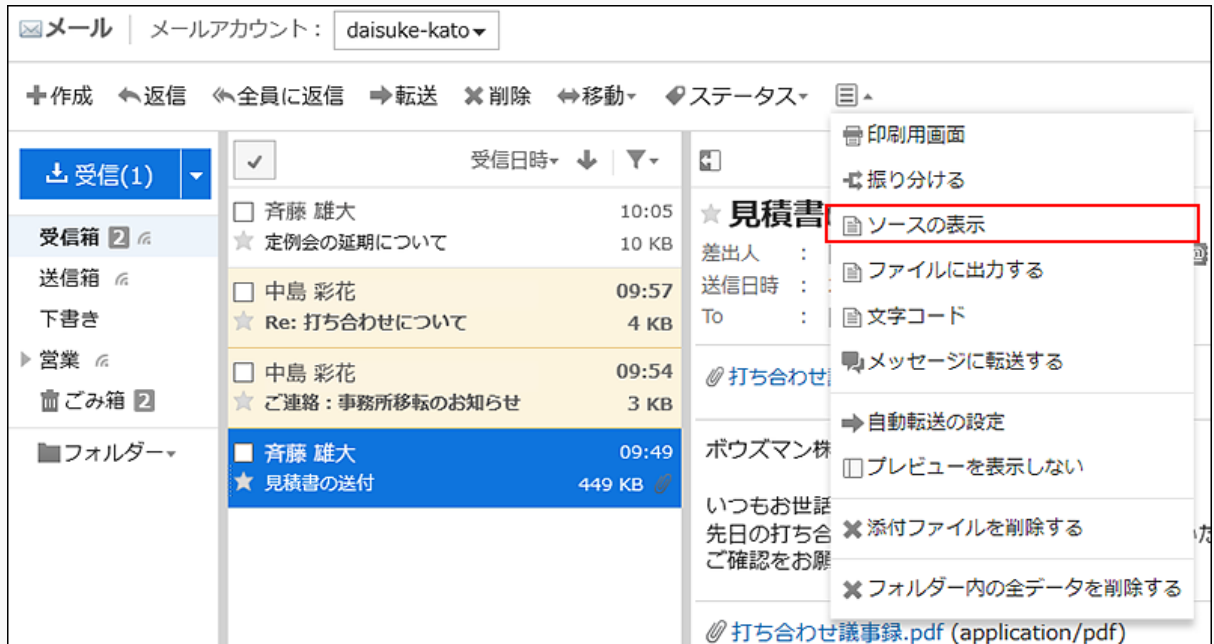 メール メールアカウント： daisuke-kato
作成 返信 全員に返信 転送 削除 移動 ステータス
受信(1)
受信箱 2
送信箱
下書き
営業
ごみ箱 2
フォルダー
受信日時
斉藤 雄大 10:05
定例会の延期について 10 KB
中島 彩花 09:57
Re: 打ち合わせについて 4 KB
中島 彩花 09:54
ご連絡：事務所移転のお知らせ 3 KB
斉藤 雄大 09:49
見積書の送付 449 KB
見積書
差出人 ：
送信日時 ：
To ：
打ち合わせ
ボウズマン株
いつもお世話
先日の打ち合
ご確認をお願
打ち合わせ議事録.pdf (application/pdf)
印刷用画面
振り分ける
ソースの表示
ファイルに出力する
文字コード
メッセージに転送する
自動転送の設定
プレビューを表示しない
添付ファイルを削除する
フォルダー内の全データを削除する